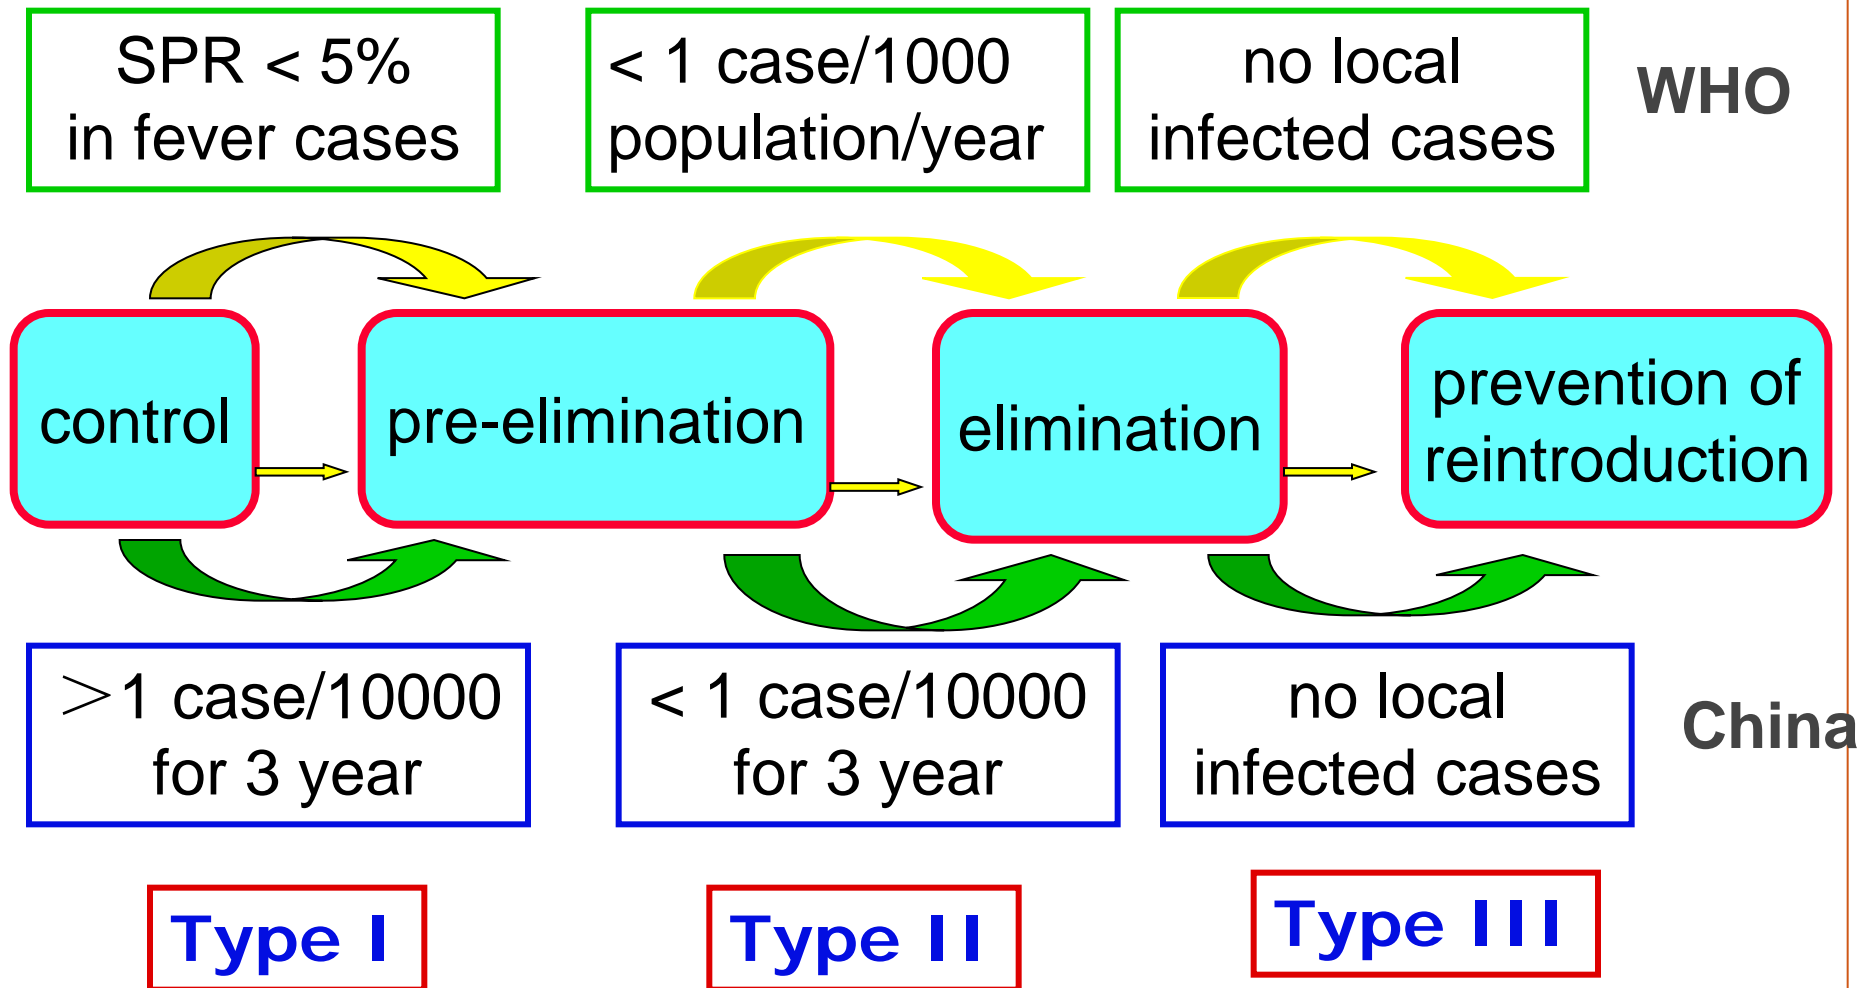 SPR < 5%
in fever cases
< 1 case/1000
population/year
no local
infected cases
WHO
control
pre-elimination
elimination
prevention of
reintroduction
>1 case/10000
for 3 year
< 1 case/10000
for 3 year
no local
infected cases
China
Type I
Type II
Type III